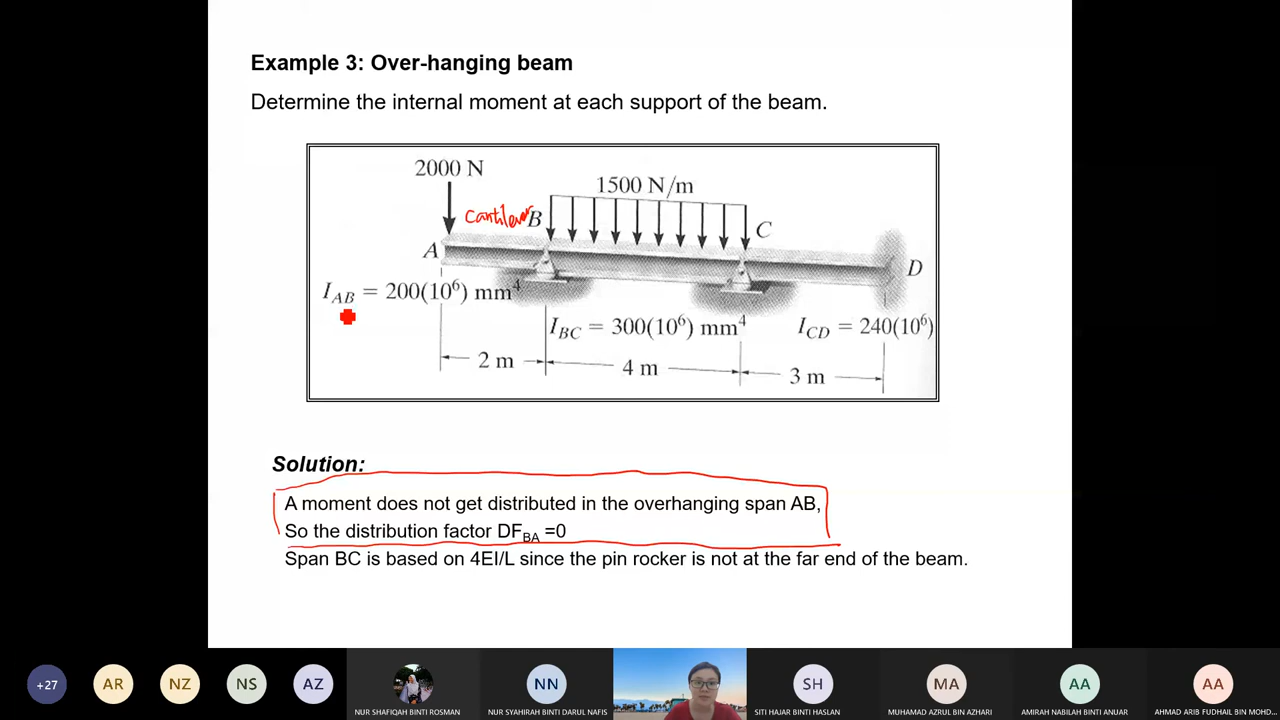 Example 3: Over-hanging beam
Determine the internal moment at each support of the beam.
2000 N
1500 N/m
cantilever
B
C
A
D
I_AB = 200(10⁶) mm⁴
I_BC = 300(10⁶) mm⁴
I_CD = 240(10⁶)
2 m
4 m
3 m
Solution:
A moment does not get distributed in the overhanging span AB,
So the distribution factor DF_BA =0
Span BC is based on 4EI/L since the pin rocker is not at the far end of the beam.
+27
AR
NZ
NS
AZ
NN
SH
MA
AA
AA
NUR SHAFIQAH BINTI ROSMAN
NUR SYAHIRAH BINTI DARUL NAFIS
SITI HAJAR BINTI HASLAN
MUHAMAD AZRUL BIN AZHARI
AMIRAH NABILAH BINTI ANUAR
AHMAD ARIB FUDHAIL BIN MOHD...